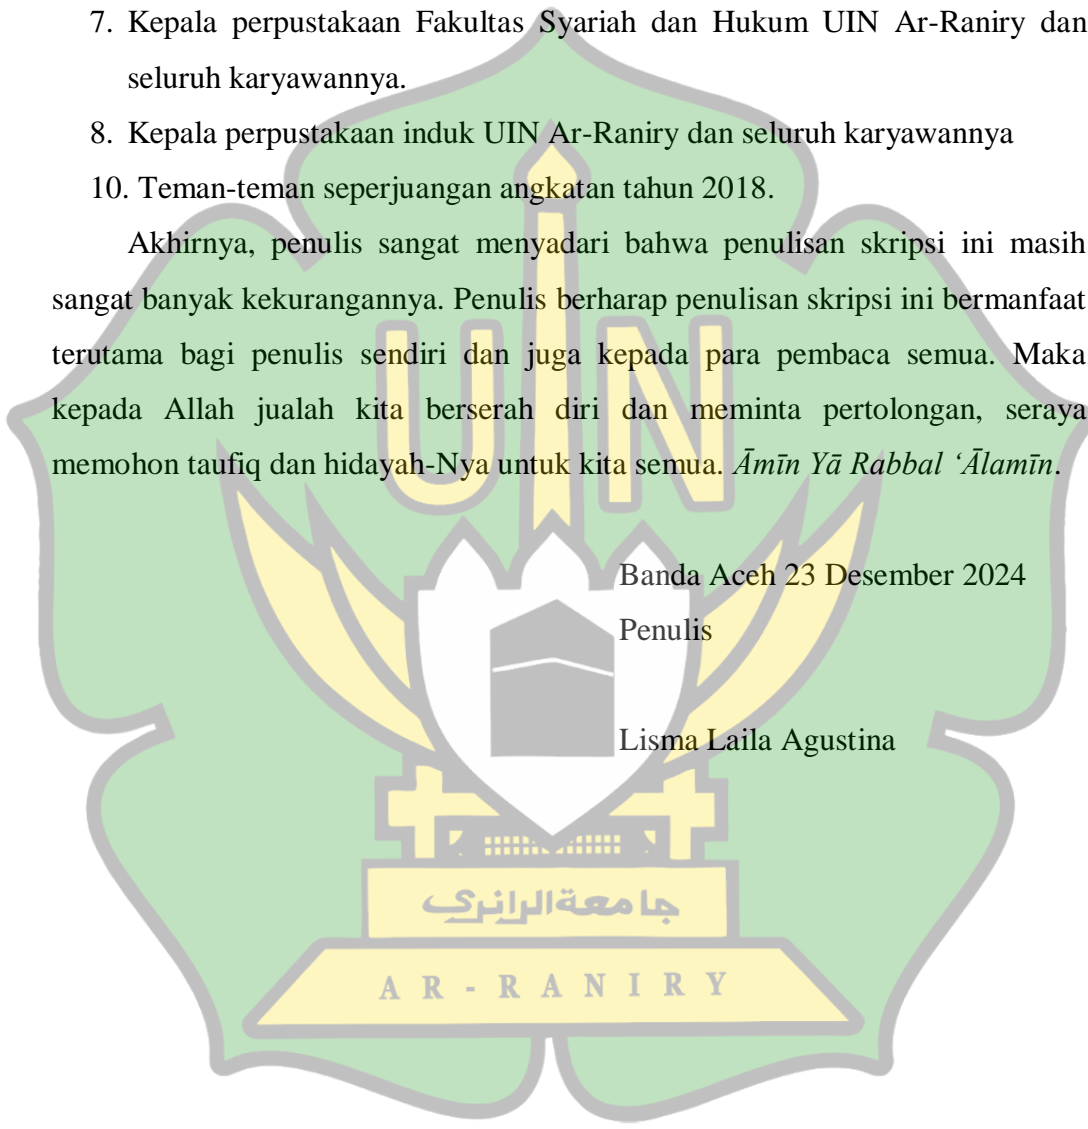 7. Kepala perpustakaan Fakultas Syariah dan Hukum UIN Ar-Raniry dan
seluruh karyawannya.
8. Kepala perpustakaan induk UIN Ar-Raniry dan seluruh karyawannya
10. Teman-teman seperjuangan angkatan tahun 2018.
Akhirnya, penulis sangat menyadari bahwa penulisan skripsi ini masih
sangat banyak kekurangannya. Penulis berharap penulisan skripsi ini bermanfaat
terutama bagi penulis sendiri dan juga kepada para pembaca semua. Maka
kepada Allah jualah kita berserah diri dan meminta pertolongan, seraya
memohon taufiq dan hidayah-Nya untuk kita semua. Āmīn Yā Rabbal ‘Ālamīn.
UIN
Banda Aceh 23 Desember 2024
Penulis
Lisma Laila Agustina
جامعةالرانرك
AR-RANIRY